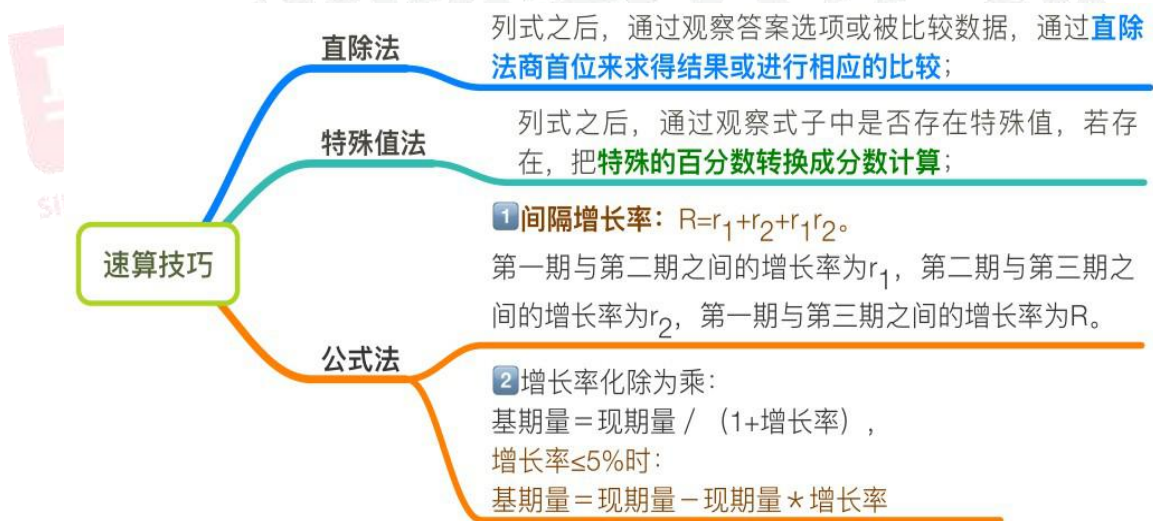 速算技巧
直除法
列式之后，通过观察答案选项或被比较数据，通过直除
法商首位来求得结果或进行相应的比较；
特殊值法
列式之后，通过观察式子中是否存在特殊值，若存
在，把特殊的百分数转换成分数计算；
公式法
1间隔增长率：R=r₁+r₂+r₁r₂。
第一期与第二期之间的增长率为r₁，第二期与第三期之
间的增长率为r₂，第一期与第三期之间的增长率为R。
2增长率化除为乘：
基期量＝现期量 / （1+增长率），
增长率≤5%时：
基期量＝现期量－现期量*增长率